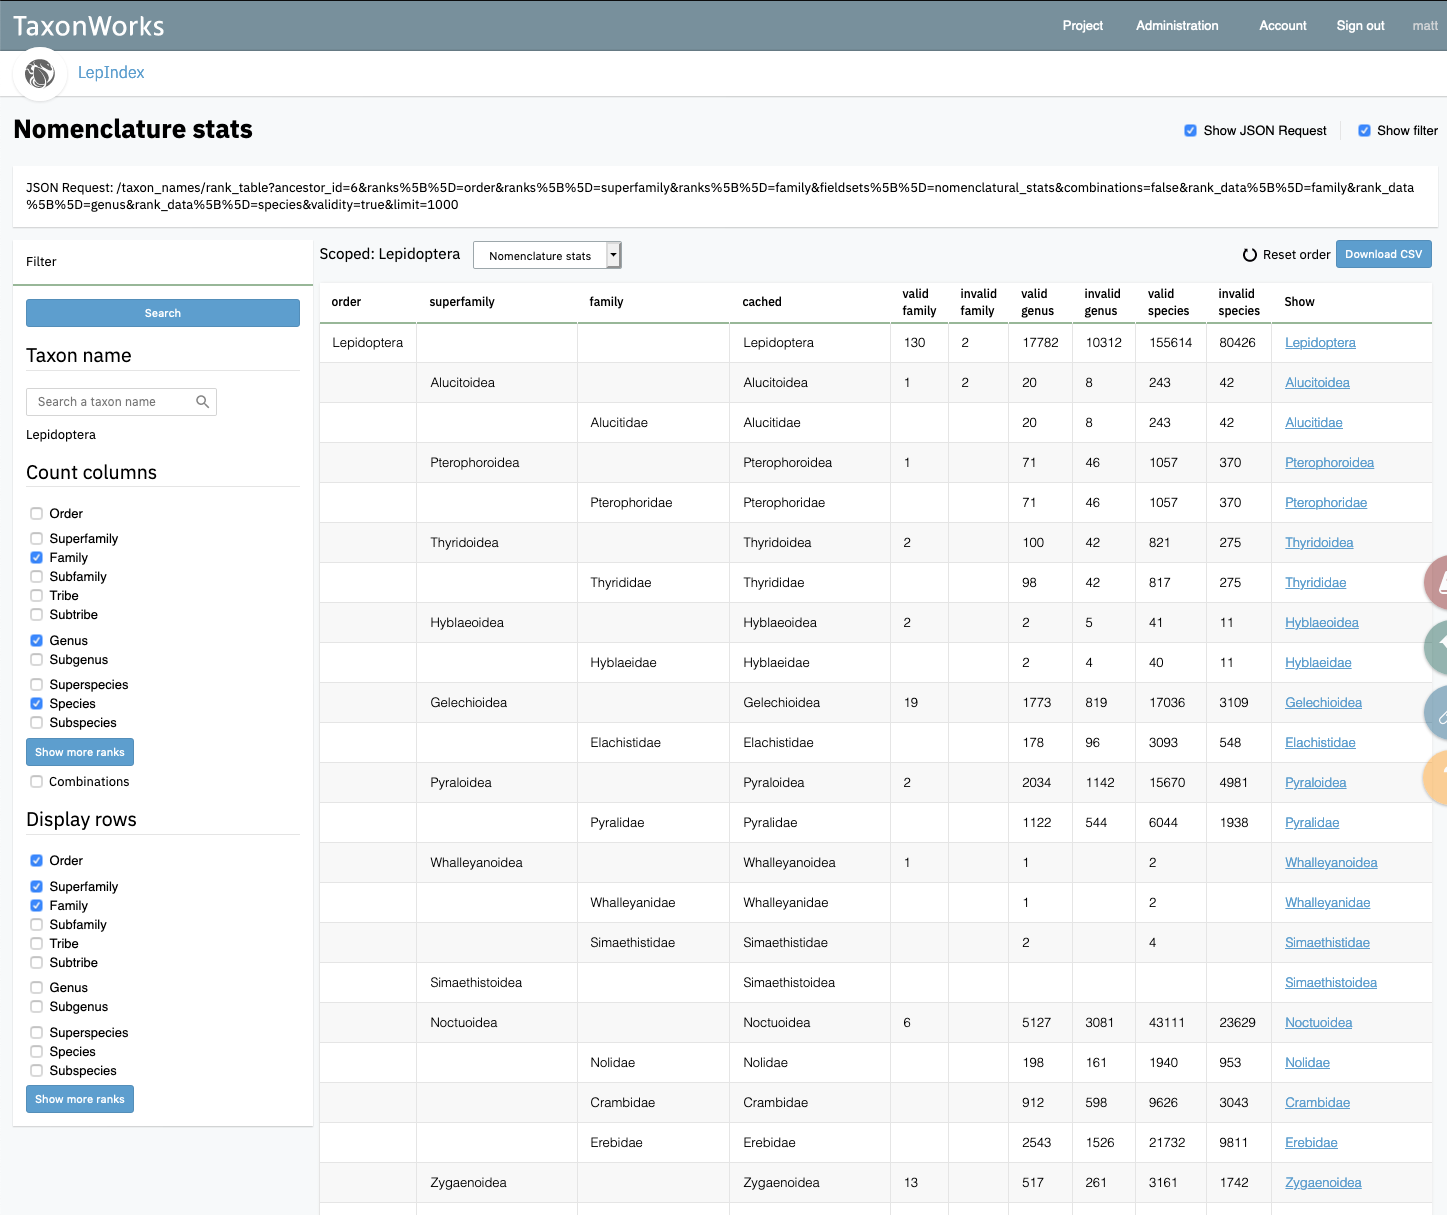 TaxonWorks
Project Administration Account Sign out matt
LepIndex
Nomenclature stats
Show JSON Request Show filter
JSON Request: /taxon_names/rank_table?ancestor_id=6&ranks%5B%5D=order&ranks%5B%5D=superfamily&ranks%5B%5D=family&fieldsets%5B%5D=nomenclatural_stats&combinations=false&rank_data%5B%5D=family&rank_data
%5B%5D=genus&rank_data%5B%5D=species&validity=true&limit=1000
Filter
Search
Taxon name
Search a taxon name
Lepidoptera
Count columns
Order
Superfamily
Family
Subfamily
Tribe
Subtribe
Genus
Subgenus
Superspecies
Species
Subspecies
Show more ranks
Combinations
Display rows
Order
Superfamily
Family
Subfamily
Tribe
Subtribe
Genus
Subgenus
Superspecies
Species
Subspecies
Show more ranks
Scoped: Lepidoptera Nomenclature stats Reset order Download CSV
order superfamily family cached valid family invalid family valid genus invalid genus valid species invalid species Show
Lepidoptera Lepidoptera 130 2 17782 10312 155614 80426 Lepidoptera
Alucitoidea Alucitoidea 1 2 20 8 243 42 Alucitoidea
Alucitidae Alucitidae 20 8 243 42 Alucitidae
Pterophoroidea Pterophoroidea 1 71 46 1057 370 Pterophoroidea
Pterophoridae Pterophoridae 71 46 1057 370 Pterophoridae
Thyridoidea Thyridoidea 2 100 42 821 275 Thyridoidea
Thyrididae Thyrididae 98 42 817 275 Thyrididae
Hyblaeoidea Hyblaeoidea 2 2 5 41 11 Hyblaeoidea
Hyblaeidae Hyblaeidae 2 4 40 11 Hyblaeidae
Gelechioidea Gelechioidea 19 1773 819 17036 3109 Gelechioidea
Elachistidae Elachistidae 178 96 3093 548 Elachistidae
Pyraloidea Pyraloidea 2 2034 1142 15670 4981 Pyraloidea
Pyralidae Pyralidae 1122 544 6044 1938 Pyralidae
Whalleyanoidea Whalleyanoidea 1 1 2 Whalleyanoidea
Whalleyanidae Whalleyanidae 1 2 Whalleyanidae
Simaethistidae Simaethistidae 2 4 Simaethistidae
Simaethistoidea Simaethistoidea Simaethistoidea
Noctuoidea Noctuoidea 6 5127 3081 43111 23629 Noctuoidea
Nolidae Nolidae 198 161 1940 953 Nolidae
Crambidae Crambidae 912 598 9626 3043 Crambidae
Erebidae Erebidae 2543 1526 21732 9811 Erebidae
Zygaenoidea Zygaenoidea 13 517 261 3161 1742 Zygaenoidea